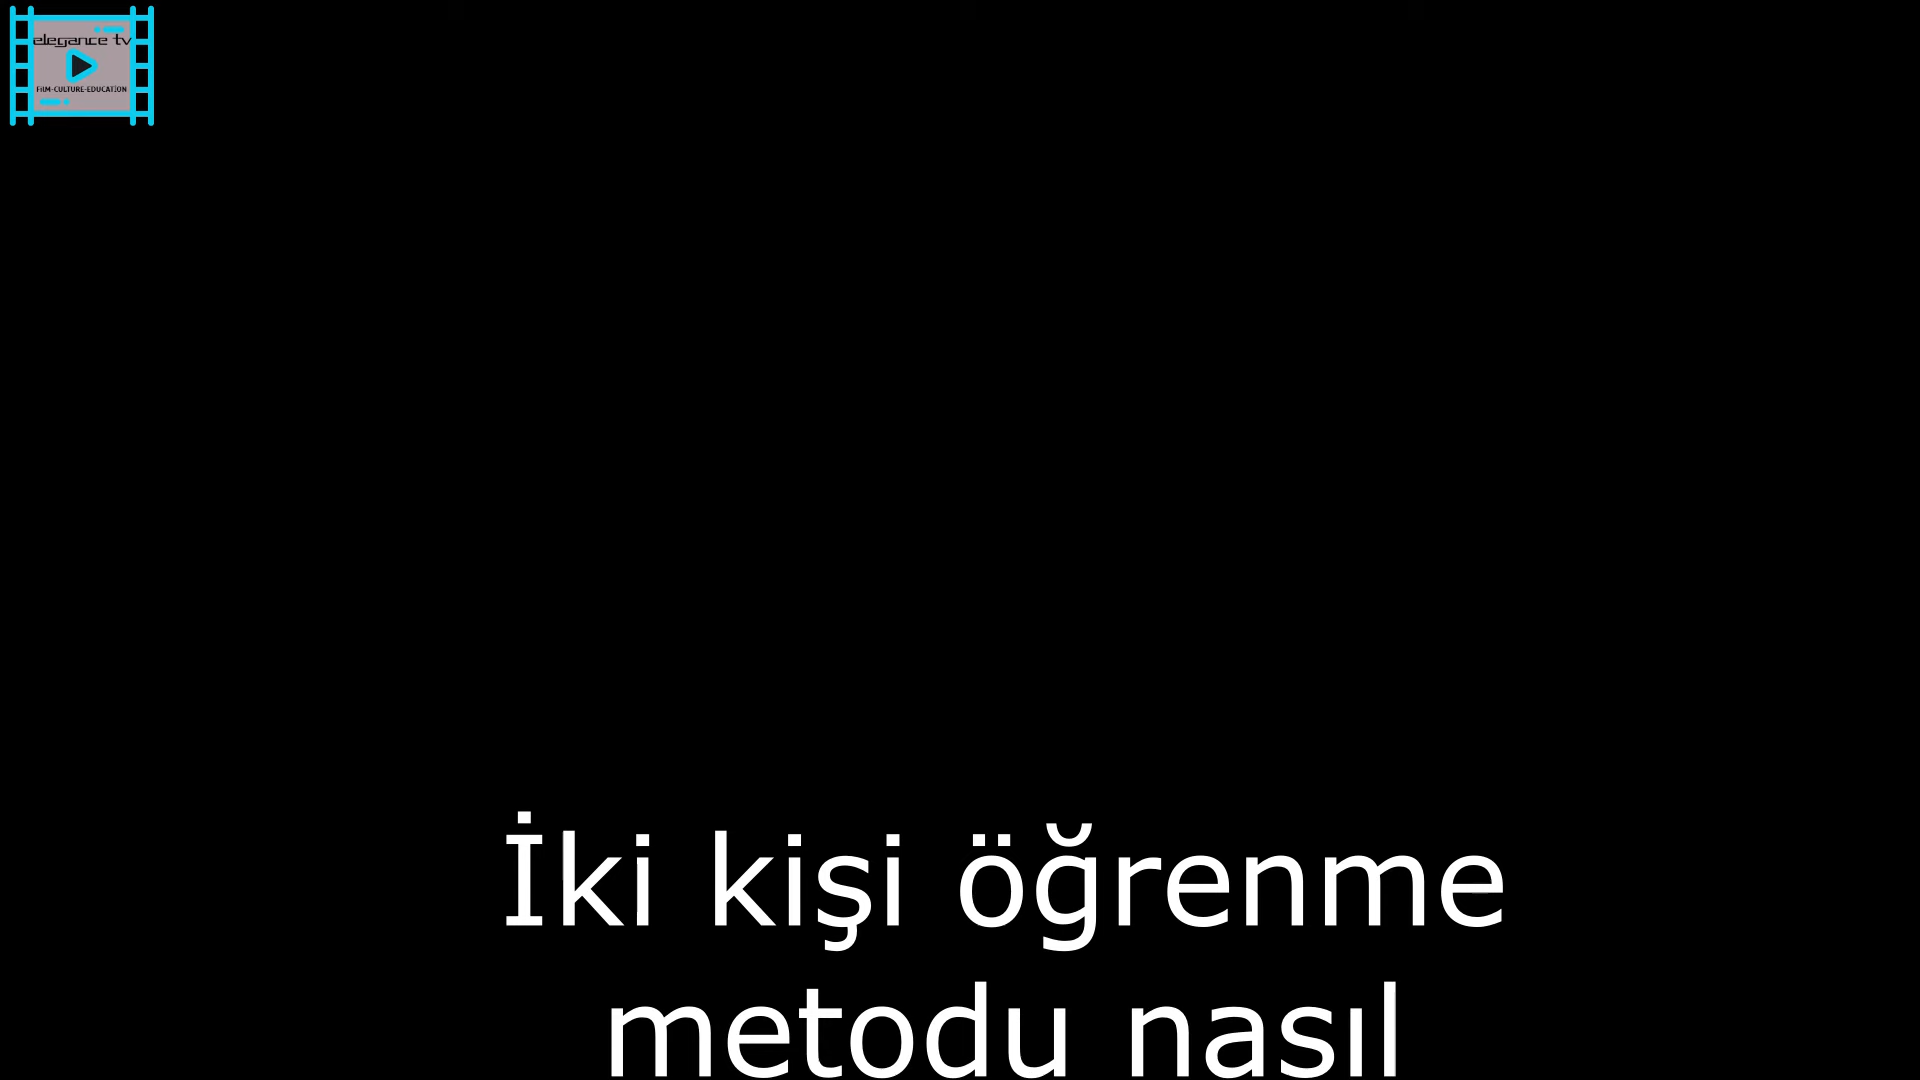 elegance tv
FiLM-CULTURE-EDUCATION
İki kişi öğrenme
metodu nasıl